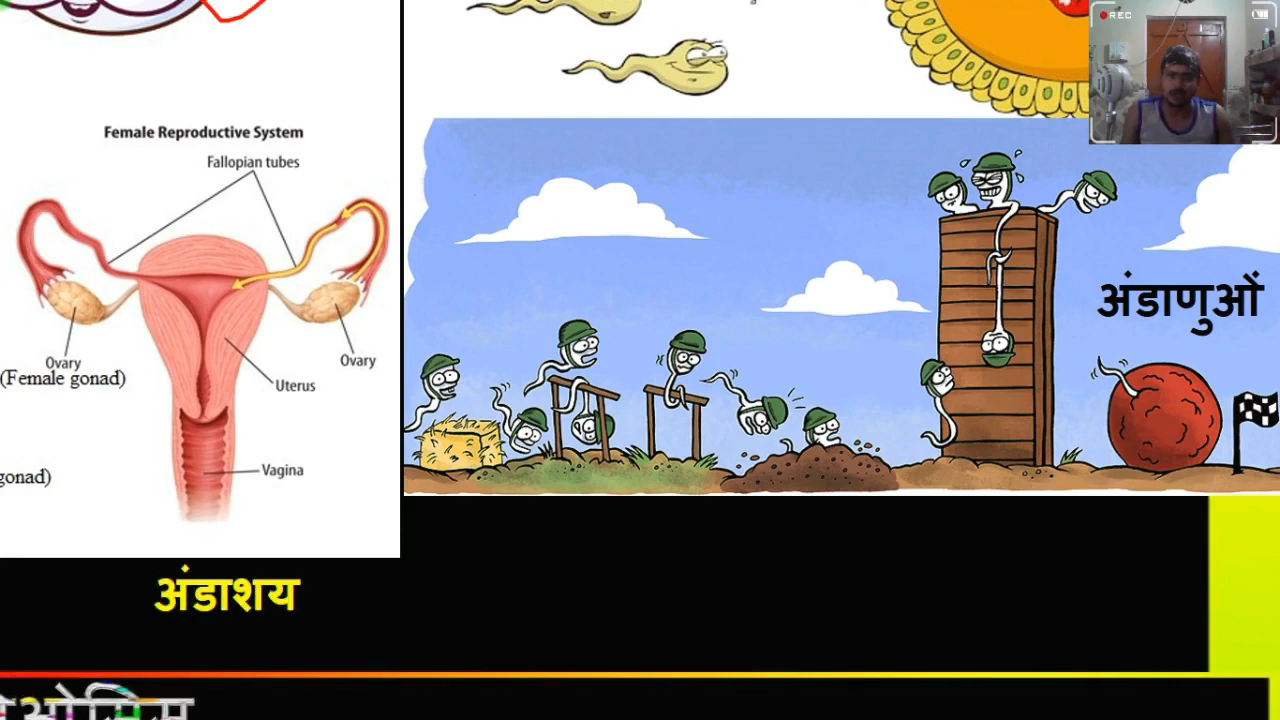 REC
Female Reproductive System
Fallopian tubes
Ovary
(Female gonad)
Ovary
Uterus
gonad)
Vagina
अंडाणुओं
अंडाशय